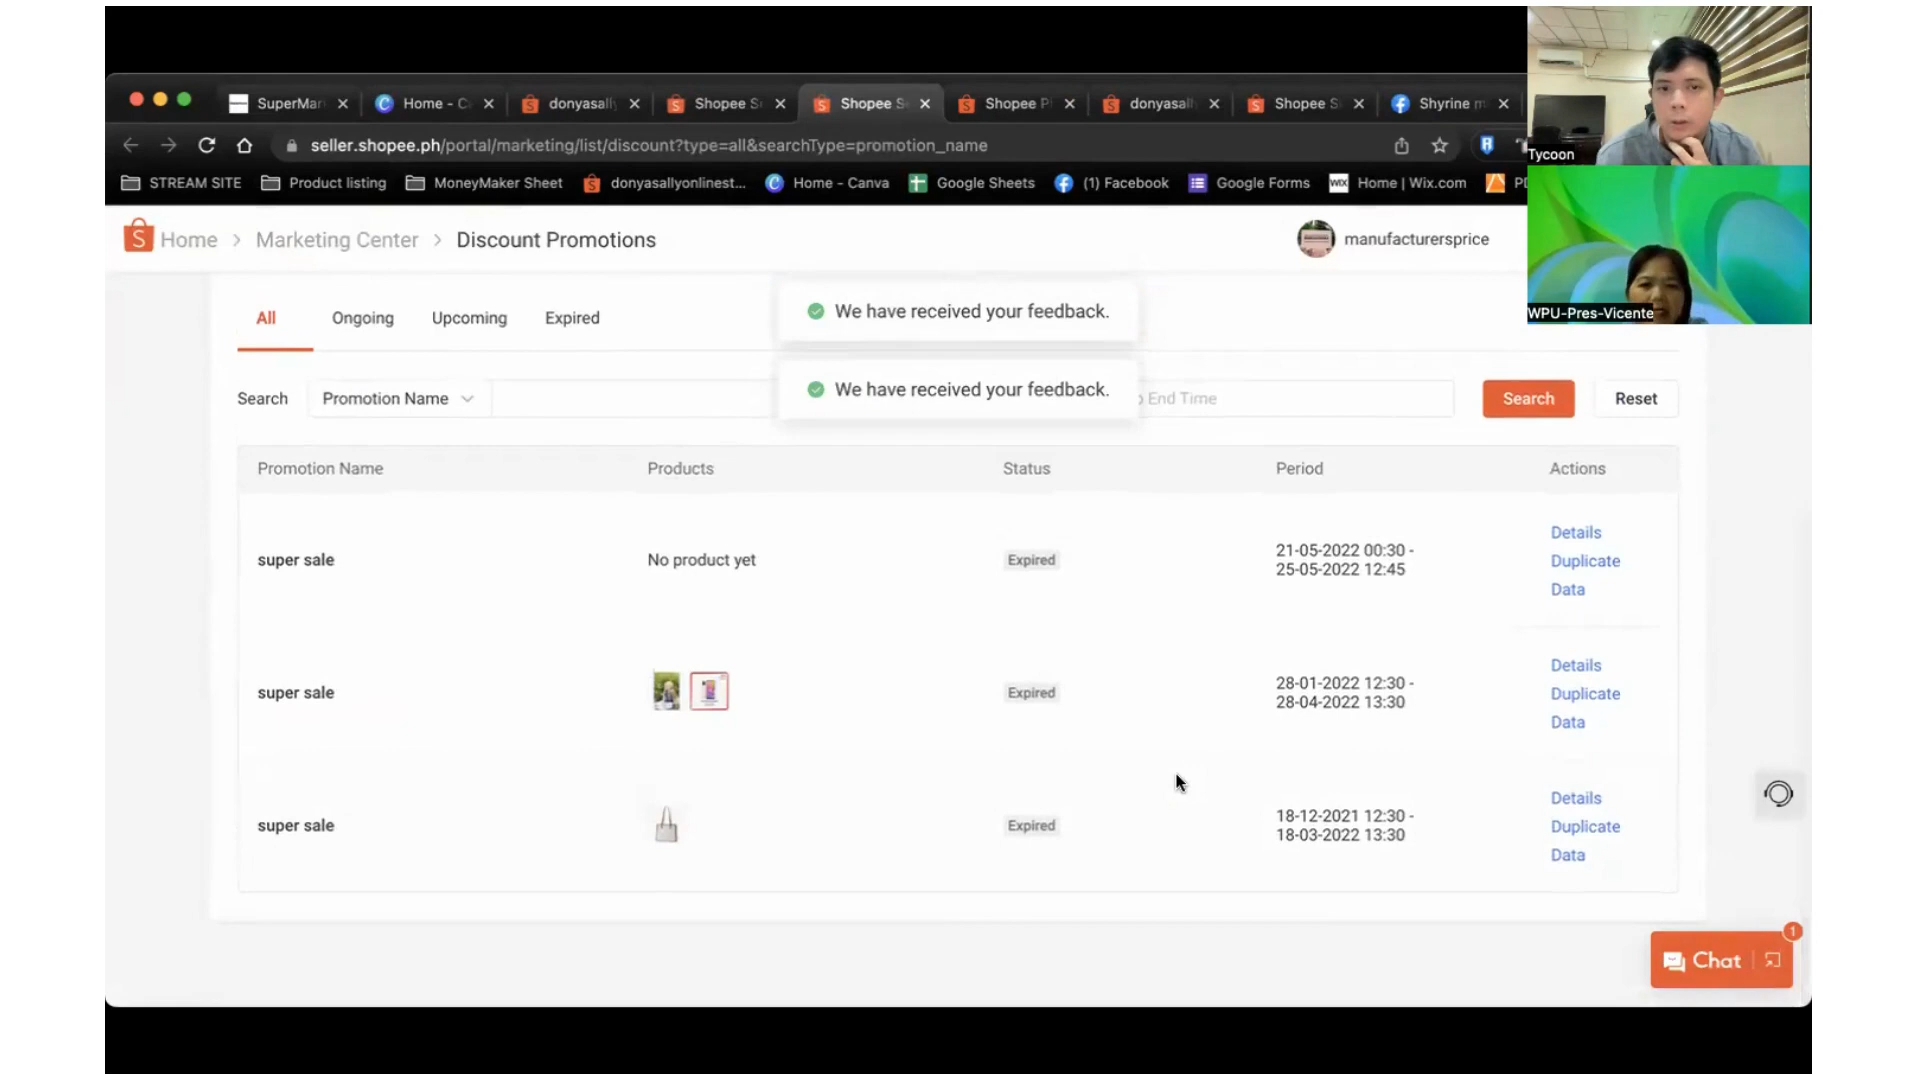 SuperMar
Home - C
donyasally
Shopee S
Shopee S
Shopee P
donyasall
Shopee S
Shyrine m
seller.shopee.ph/portal/marketing/list/discount?type=all&searchType=promotion_name
STREAM SITE
Product listing
MoneyMaker Sheet
donyasallyonlinest...
Home - Canva
Google Sheets
(1) Facebook
Google Forms
WIX
Home | Wix.com
Tycoon
WPU-Pres-Vicente
Home > Marketing Center > Discount Promotions
manufacturersprice
All
Ongoing
Upcoming
Expired
We have received your feedback.
We have received your feedback.
Search
Promotion Name
End Time
Search
Reset
Promotion Name
Products
Status
Period
Actions
super sale
No product yet
Expired
21-05-2022 00:30 -
25-05-2022 12:45
Details
Duplicate
Data
super sale
Expired
28-01-2022 12:30 -
28-04-2022 13:30
Details
Duplicate
Data
super sale
Expired
18-12-2021 12:30 -
18-03-2022 13:30
Details
Duplicate
Data
Chat
1